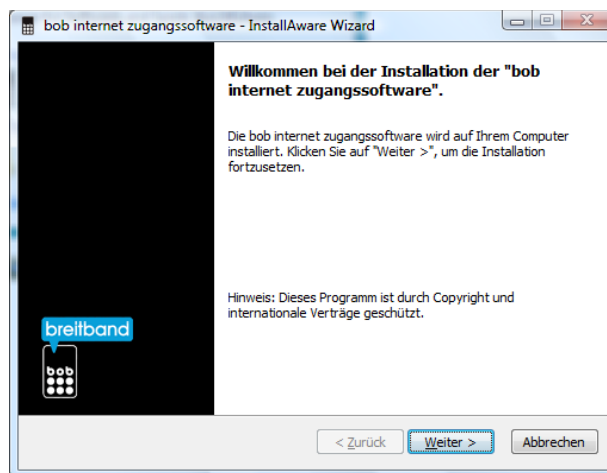 bob internet zugangssoftware - InstallAware Wizard
Willkommen bei der Installation der "bob
internet zugangssoftware".
Die bob internet zugangssoftware wird auf Ihrem Computer
installiert. Klicken Sie auf "Weiter >", um die Installation
fortzusetzen.
Hinweis: Dieses Programm ist durch Copyright und
internationale Verträge geschützt.
breitband
bob
< Zurück
Weiter >
Abbrechen